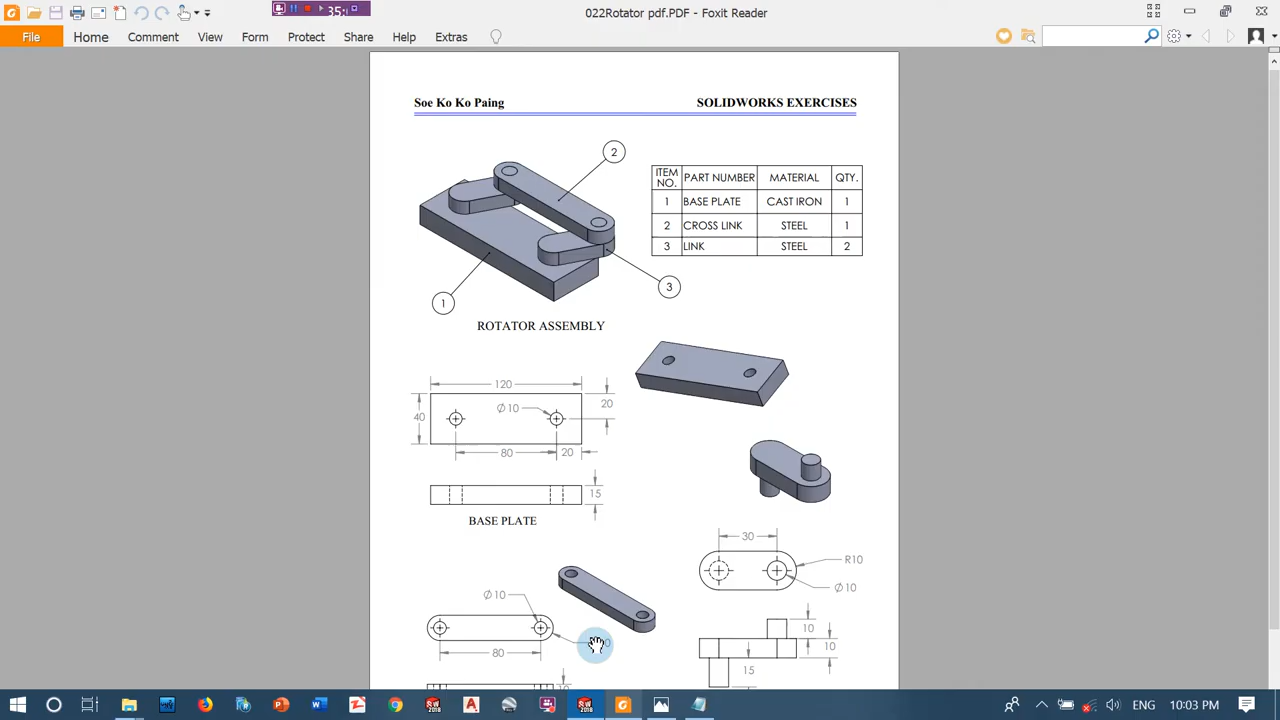 35:
022Rotator pdf.PDF - Foxit Reader
File Home Comment View Form Protect Share Help Extras
Soe Ko Ko Paing
SOLIDWORKS EXERCISES
2
ITEM NO. PART NUMBER MATERIAL QTY.
1 BASE PLATE CAST IRON 1
2 CROSS LINK STEEL 1
3 LINK STEEL 2
3
1
ROTATOR ASSEMBLY
120
20
40
Ø10
80 20
15
BASE PLATE
30
R10
Ø10
Ø10
80
10
10
15
10
ENG 10:03 PM